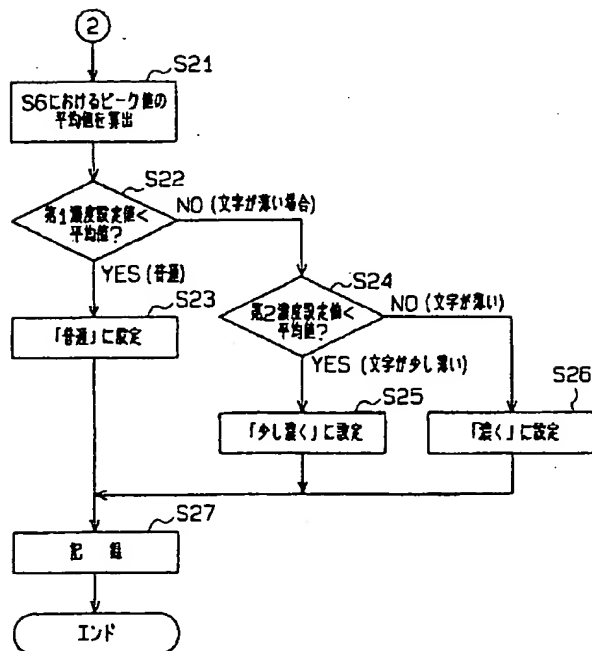 2
S21
S6におけるピーク値の
平均値を算出
S22
第1濃度設定値<
平均値?
NO (文字が薄い場合)
YES (普通)
S23
「普通」に設定
S24
第2濃度設定値<
平均値?
NO (文字が薄い)
YES (文字が少し薄い)
S25
「少し濃く」に設定
S26
「濃く」に設定
S27
記 録
エンド